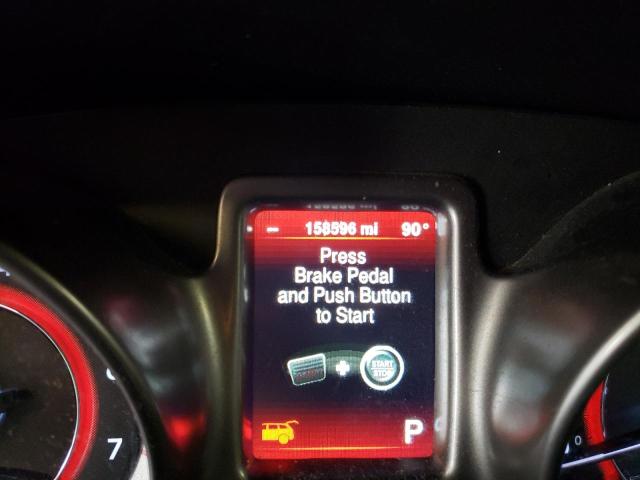 -- 158596 mi 90°
Press
Brake Pedal
and Push Button
to Start
START
STOP
P
7